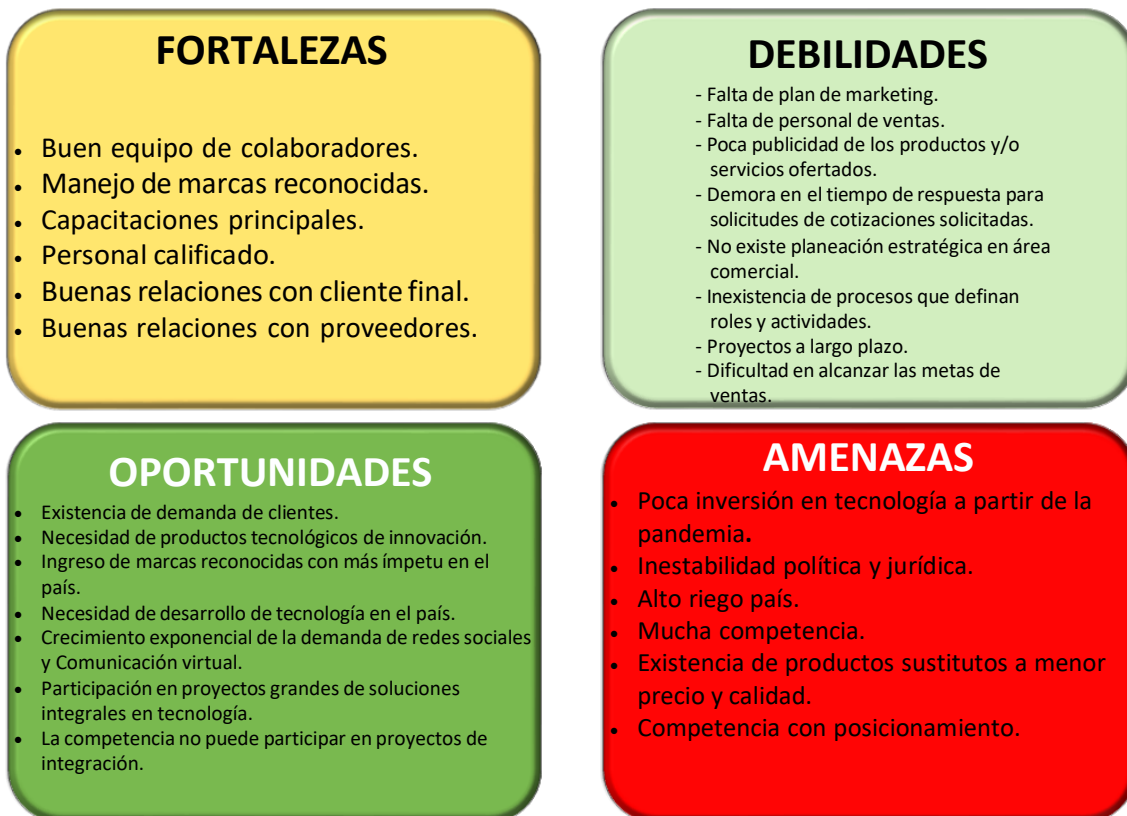 FORTALEZAS
• Buen equipo de colaboradores.
• Manejo de marcas reconocidas.
• Capacitaciones principales.
• Personal calificado.
• Buenas relaciones con cliente final.
• Buenas relaciones con proveedores.
DEBILIDADES
- Falta de plan de marketing.
- Falta de personal de ventas.
- Poca publicidad de los productos y/o
servicios ofertados.
- Demora en el tiempo de respuesta para
solicitudes de cotizaciones solicitadas.
- No existe planeación estratégica en área
comercial.
- Inexistencia de procesos que definan
roles y actividades.
- Proyectos a largo plazo.
- Dificultad en alcanzar las metas de
ventas.
OPORTUNIDADES
• Existencia de demanda de clientes.
• Necesidad de productos tecnológicos de innovación.
• Ingreso de marcas reconocidas con más ímpetu en el
país.
• Necesidad de desarrollo de tecnología en el país.
• Crecimiento exponencial de la demanda de redes sociales
y Comunicación virtual.
• Participación en proyectos grandes de soluciones
integrales en tecnología.
• La competencia no puede participar en proyectos de
integración.
AMENAZAS
• Poca inversión en tecnología a partir de la
pandemia.
• Inestabilidad política y jurídica.
• Alto riego país.
• Mucha competencia.
• Existencia de productos sustitutos a menor
precio y calidad.
• Competencia con posicionamiento.